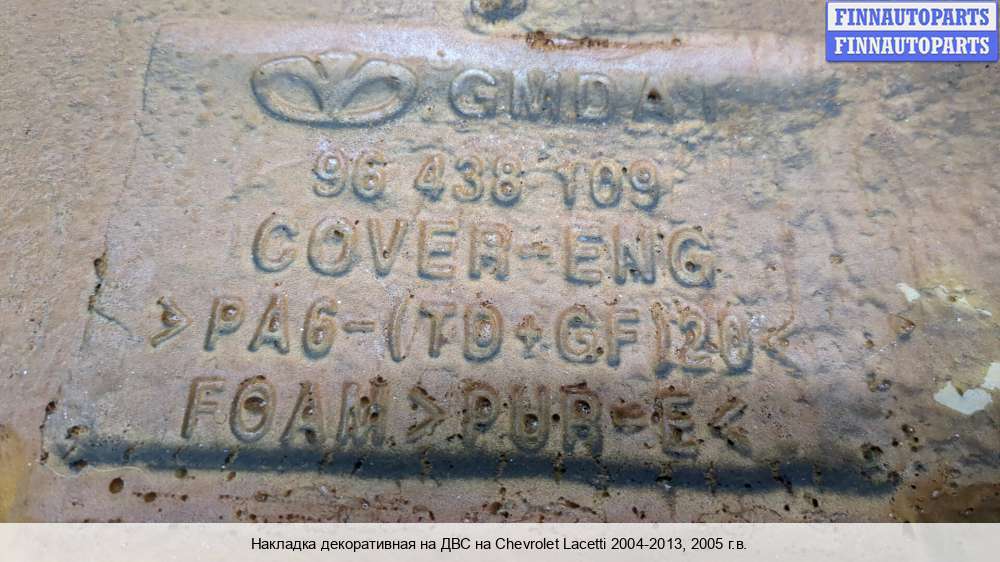 FINNAUTOPARTS
FINNAUTOPARTS
GMDAT
96 438 109
COVER-ENG
>PA6-(TD+GF)20<
FOAM>PUR-E<
Накладка декоративная на ДВС на Chevrolet Lacetti 2004-2013, 2005 г.в.